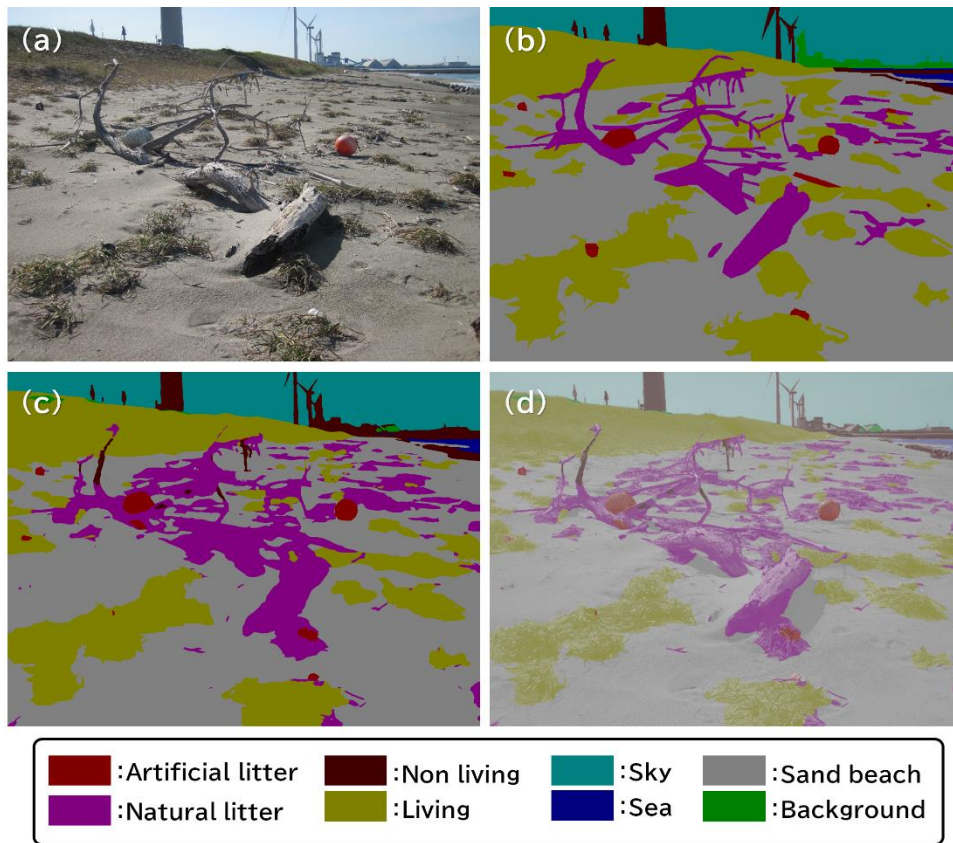 (a)
(b)
(c)
(d)
:Artificial litter
:Non living
:Sky
:Sand beach
:Natural litter
:Living
:Sea
:Background